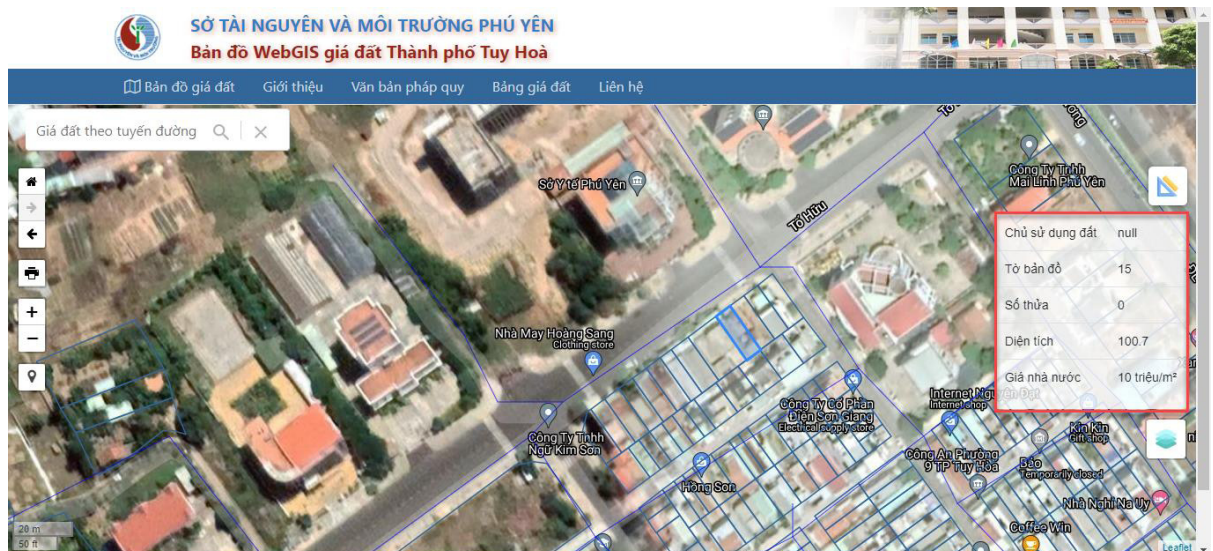 SỞ TÀI NGUYÊN VÀ MÔI TRƯỜNG PHÚ YÊN
Bản đồ WebGIS giá đất Thành phố Tuy Hoà
Bản đồ giá đất
Giới thiệu
Văn bản pháp quy
Bảng giá đất
Liên hệ
Giá đất theo tuyến đường
Công Ty Tnhh
Mai Linh Phú Yên
Sở Y tế Phú Yên
Tố Hữu
Chủ sử dụng đất null
Tờ bản đồ 15
Số thửa 0
Diện tích 100.7
Giá nhà nước 10 triệu/m²
Nhà May Hoàng Sang
Clothing store
Công Ty Cổ Phần
Điện Sơn Giang
Electrical supply store
Internet shop
Công Ty Tnhh
Ngũ Kim Sơn
Kin Kin
Gift shop
Công An Phường
9 TP Tuy Hòa
Bảo
Temporarily closed
Hồng Sơn
Nhà Nghỉ Na Uy
Coffee Win
20 m
50 ft
Leaflet